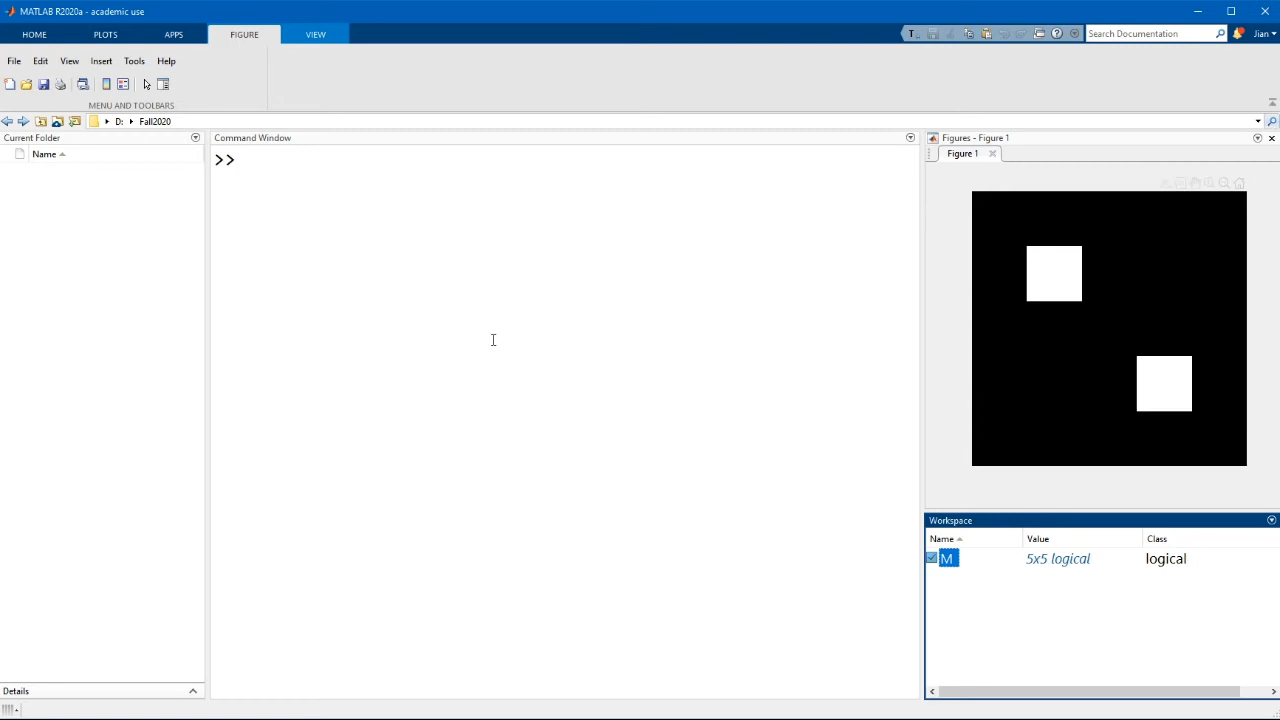 MATLAB R2020a - academic use
HOME PLOTS APPS FIGURE VIEW Search Documentation Jian
File Edit View Insert Tools Help
MENU AND TOOLBARS
D: Fall2020
Current Folder Command Window Figures - Figure 1
Name >> Figure 1
Workspace
Name Value Class
M 5x5 logical logical
Details